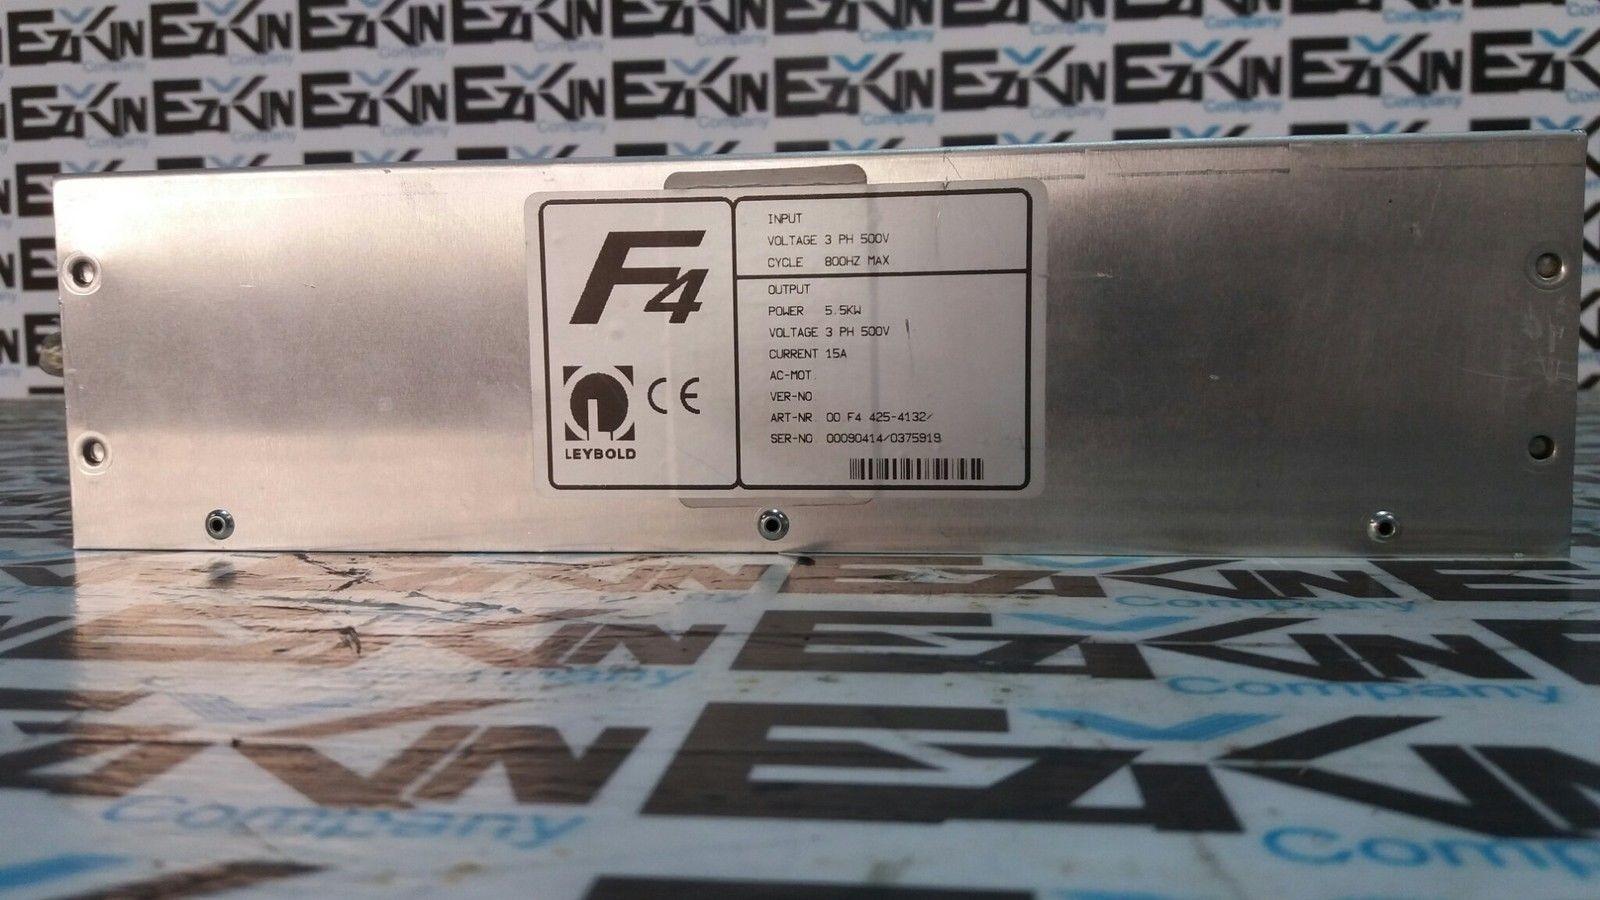 F4
LEYBOLD
CE
INPUT
VOLTAGE 3 PH 500V
CYCLE 800HZ MAX
OUTPUT
POWER 5.5KW
VOLTAGE 3 PH 500V
CURRENT 15A
AC-MOT.
VER-NO
ART-NR 00 F4 425-4132/
SER-NO 00090414/0375919
EZKIN
Company